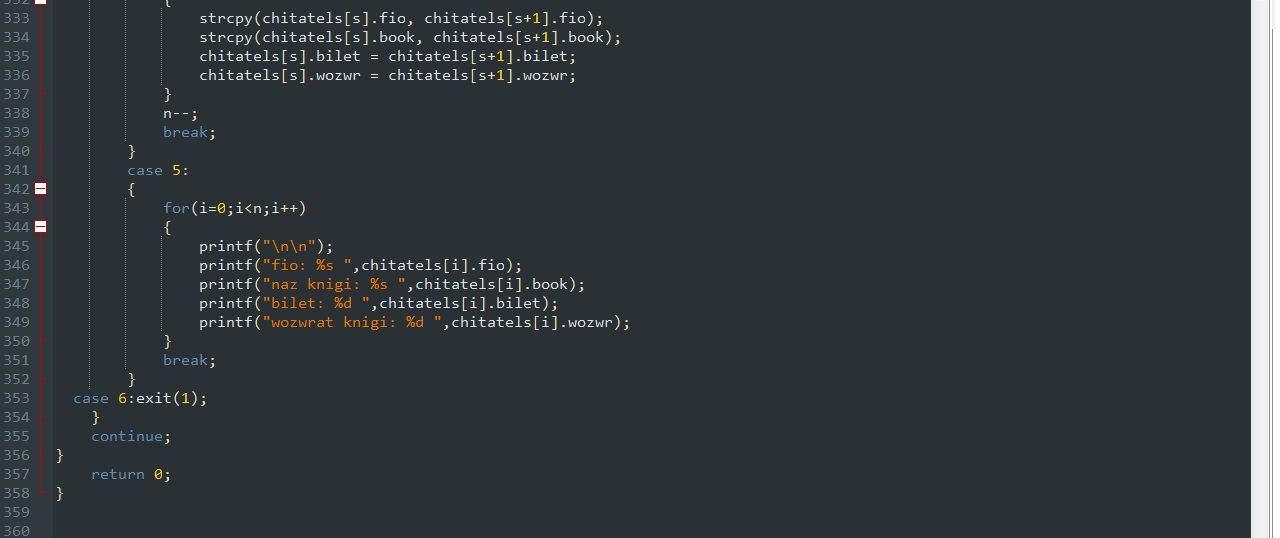 332 {
333 strcpy(chitatels[s].fio, chitatels[s+1].fio);
334 strcpy(chitatels[s].book, chitatels[s+1].book);
335 chitatels[s].bilet = chitatels[s+1].bilet;
336 chitatels[s].wozwr = chitatels[s+1].wozwr;
337 }
338 n--;
339 break;
340 }
341 case 5:
342 {
343 for(i=0;i<n;i++)
344 {
345 printf("\n\n");
346 printf("fio: %s ",chitatels[i].fio);
347 printf("naz knigi: %s ",chitatels[i].book);
348 printf("bilet: %d ",chitatels[i].bilet);
349 printf("wozwrat knigi: %d ",chitatels[i].wozwr);
350 }
351 break;
352 }
353 case 6:exit(1);
354 }
355 continue;
356 }
357 return 0;
358 }
359
360